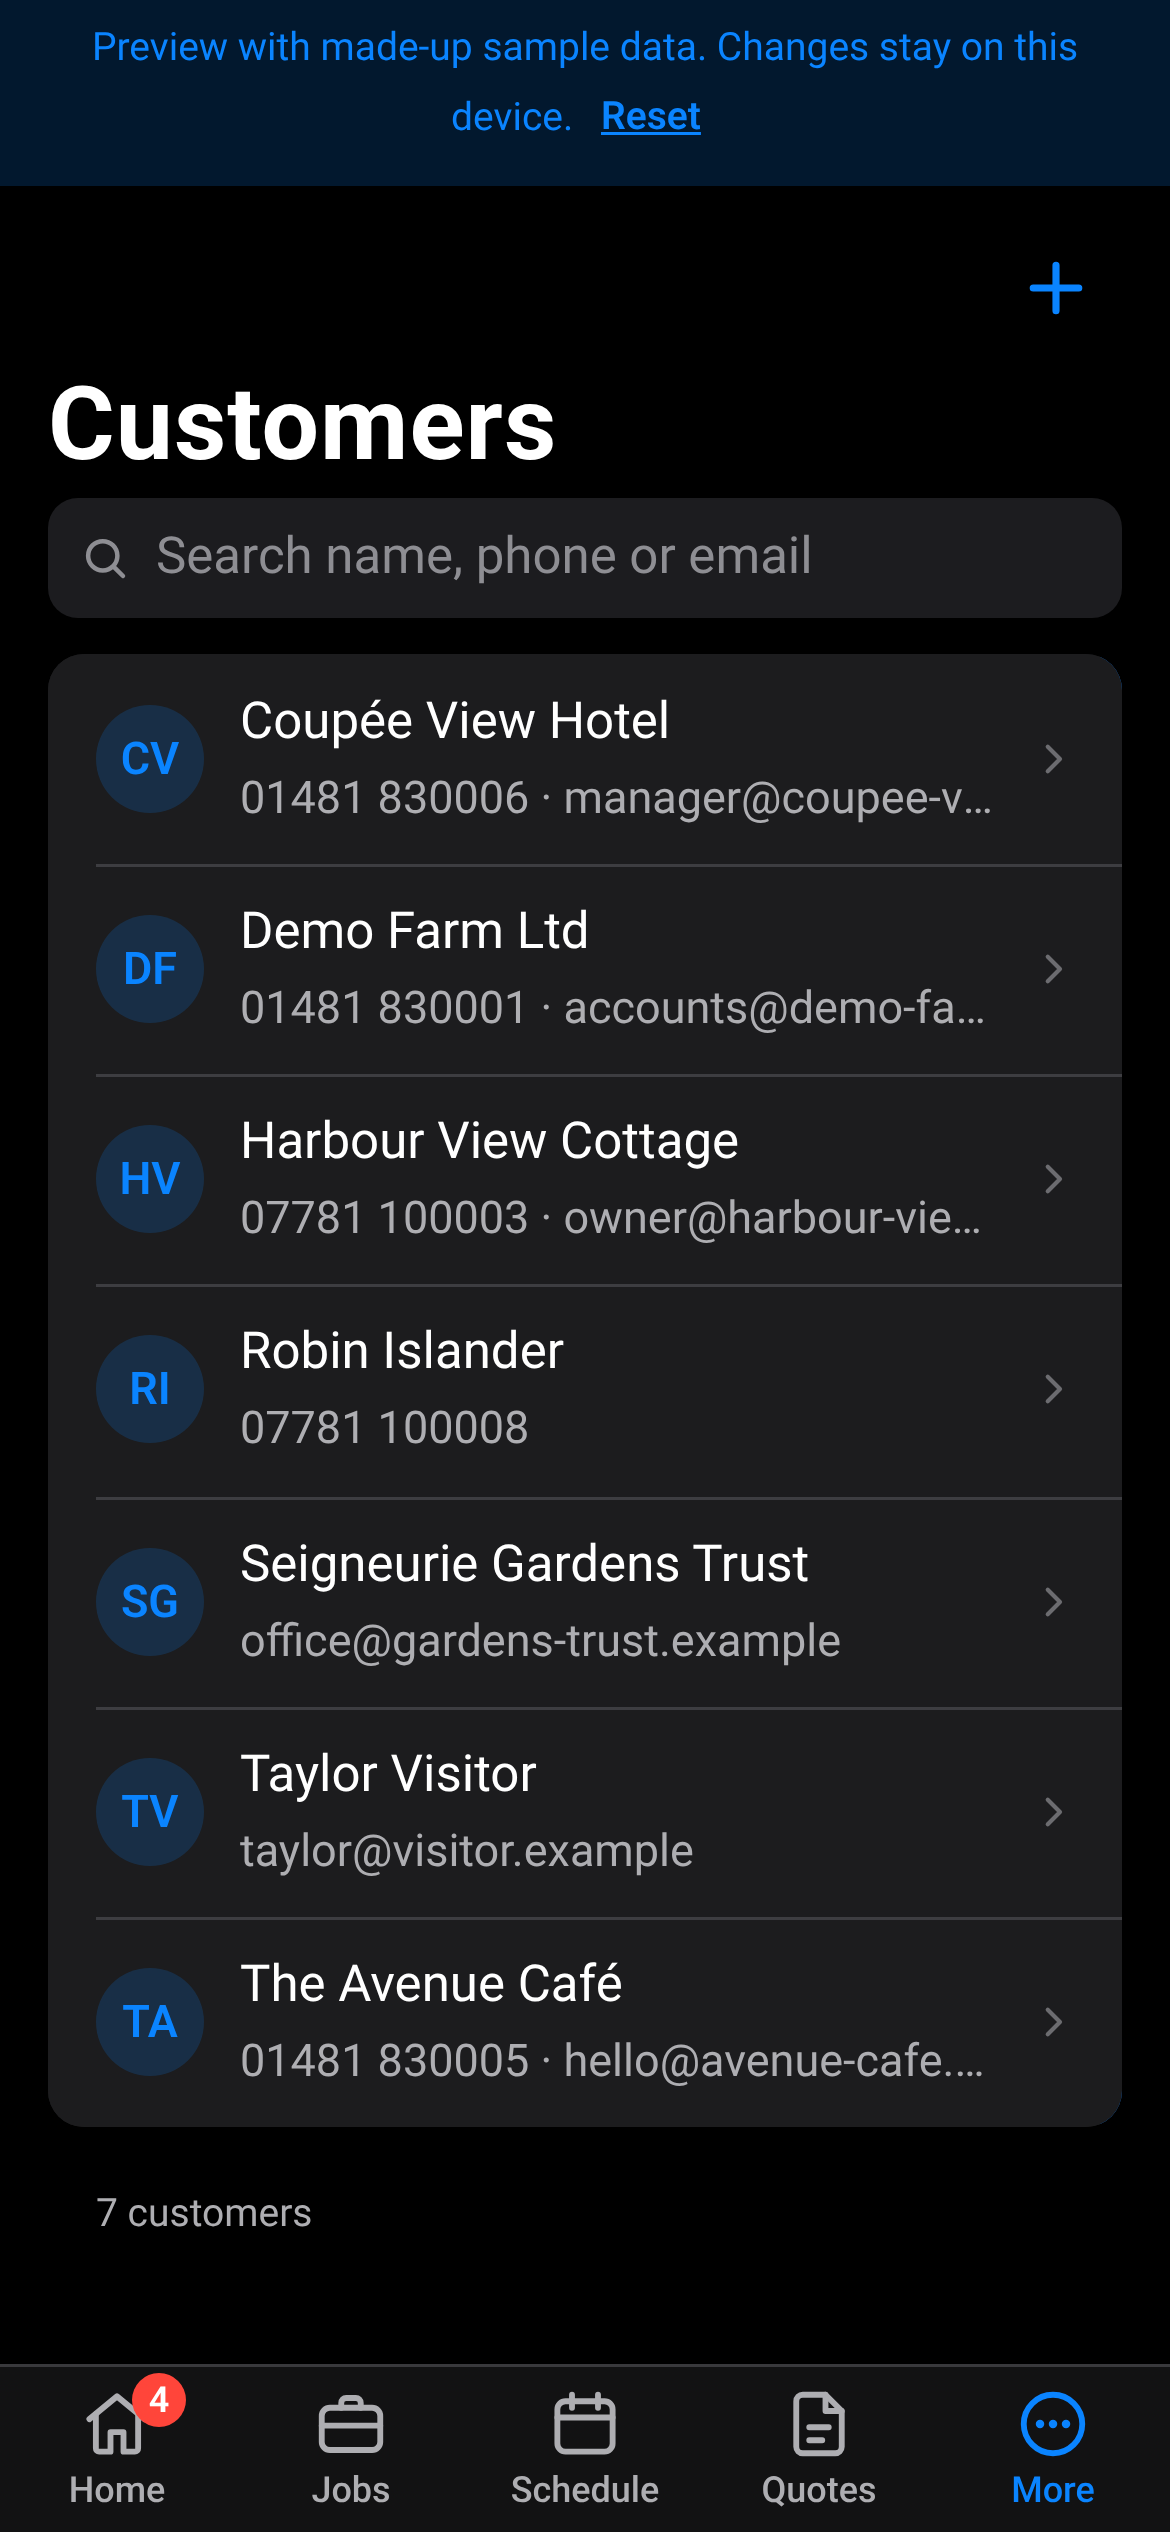 Preview with made-up sample data. Changes stay on this
device. Reset
Customers
Search name, phone or email
CV
Coupée View Hotel
01481 830006 · manager@coupee-v...
DF
Demo Farm Ltd
01481 830001 · accounts@demo-fa...
HV
Harbour View Cottage
07781 100003 · owner@harbour-vie...
RI
Robin Islander
07781 100008
SG
Seigneurie Gardens Trust
office@gardens-trust.example
TV
Taylor Visitor
taylor@visitor.example
TA
The Avenue Café
01481 830005 · hello@avenue-cafe....
7 customers
4
Home
Jobs
Schedule
Quotes
More